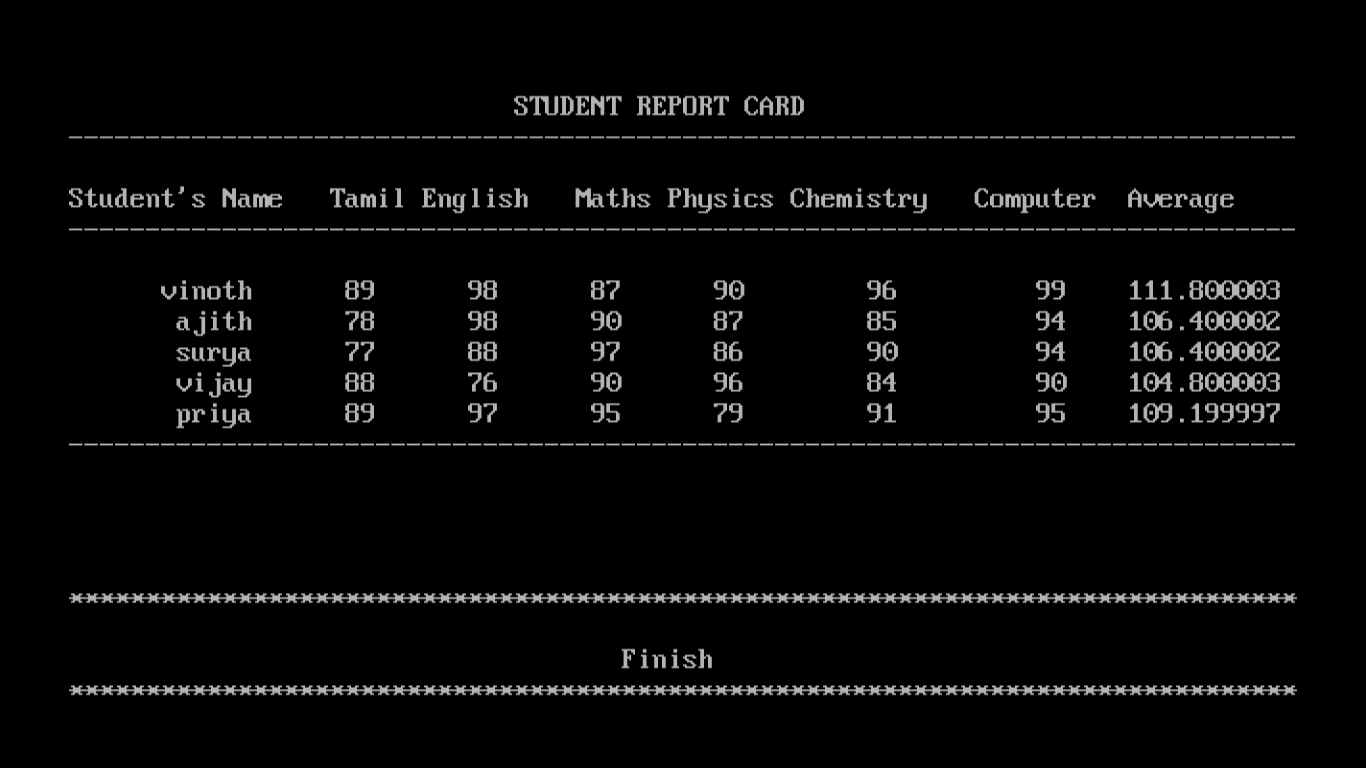 STUDENT REPORT CARD
--------------------------------------------------------------------------------
Student's Name Tamil English Maths Physics Chemistry Computer Average
--------------------------------------------------------------------------------
vinoth 89 98 87 90 96 99 111.800003
ajith 78 98 90 87 85 94 106.400002
surya 77 88 97 86 90 94 106.400002
vijay 88 76 90 96 84 90 104.800003
priya 89 97 95 79 91 95 109.199997
--------------------------------------------------------------------------------
********************************************************************************
Finish
********************************************************************************